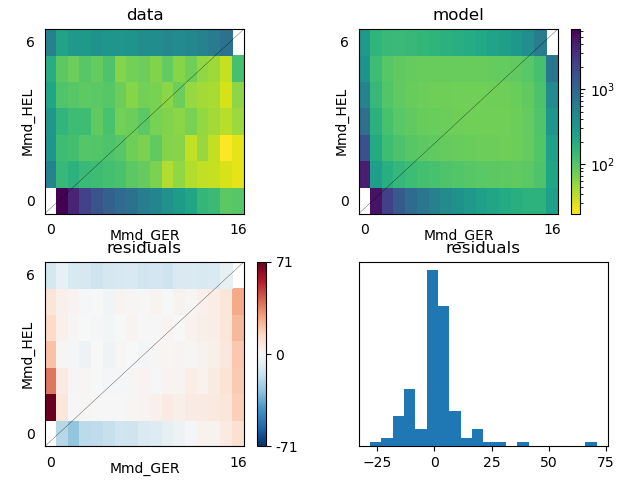 data
model
6
6
Mmd_HEL
Mmd_HEL
10³
10²
0
0
0
16
0
16
Mmd_GER
Mmd_GER
residuals
residuals
6
71
Mmd_HEL
0
0
-71
0
16
Mmd_GER
−25
0
25
50
75